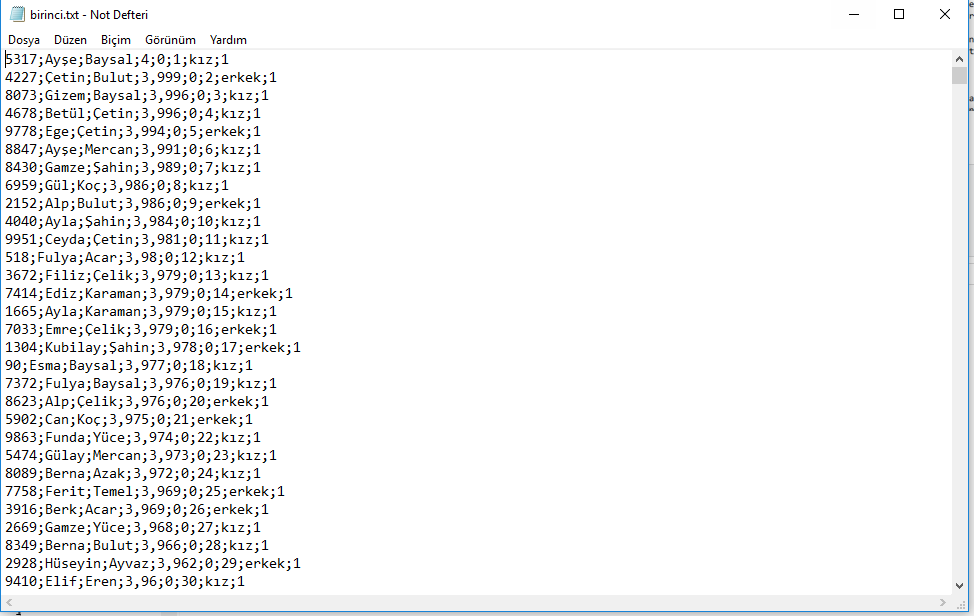 birinci.txt - Not Defteri
Dosya Düzen Biçim Görünüm Yardım
5317;Ayşe;Baysal;4;0;1;kız;1
4227;Çetin;Bulut;3,999;0;2;erkek;1
8073;Gizem;Baysal;3,996;0;3;kız;1
4678;Betül;Çetin;3,996;0;4;kız;1
9778;Ege;Çetin;3,994;0;5;erkek;1
8847;Ayşe;Mercan;3,991;0;6;kız;1
8430;Gamze;Şahin;3,989;0;7;kız;1
6959;Gül;Koç;3,986;0;8;kız;1
2152;Alp;Bulut;3,986;0;9;erkek;1
4040;Ayla;Şahin;3,984;0;10;kız;1
9951;Ceyda;Çetin;3,981;0;11;kız;1
518;Fulya;Acar;3,98;0;12;kız;1
3672;Filiz;Çelik;3,979;0;13;kız;1
7414;Ediz;Karaman;3,979;0;14;erkek;1
1665;Ayla;Karaman;3,979;0;15;kız;1
7033;Emre;Çelik;3,979;0;16;erkek;1
1304;Kubilay;Şahin;3,978;0;17;erkek;1
90;Esma;Baysal;3,977;0;18;kız;1
7372;Fulya;Baysal;3,976;0;19;kız;1
8623;Alp;Çelik;3,976;0;20;erkek;1
5902;Can;Koç;3,975;0;21;erkek;1
9863;Funda;Yüce;3,974;0;22;kız;1
5474;Gülay;Mercan;3,973;0;23;kız;1
8089;Berna;Azak;3,972;0;24;kız;1
7758;Ferit;Temel;3,969;0;25;erkek;1
3916;Berk;Acar;3,969;0;26;erkek;1
2669;Gamze;Yüce;3,968;0;27;kız;1
8349;Berna;Bulut;3,966;0;28;kız;1
2928;Hüseyin;Ayvaz;3,962;0;29;erkek;1
9410;Elif;Eren;3,96;0;30;kız;1